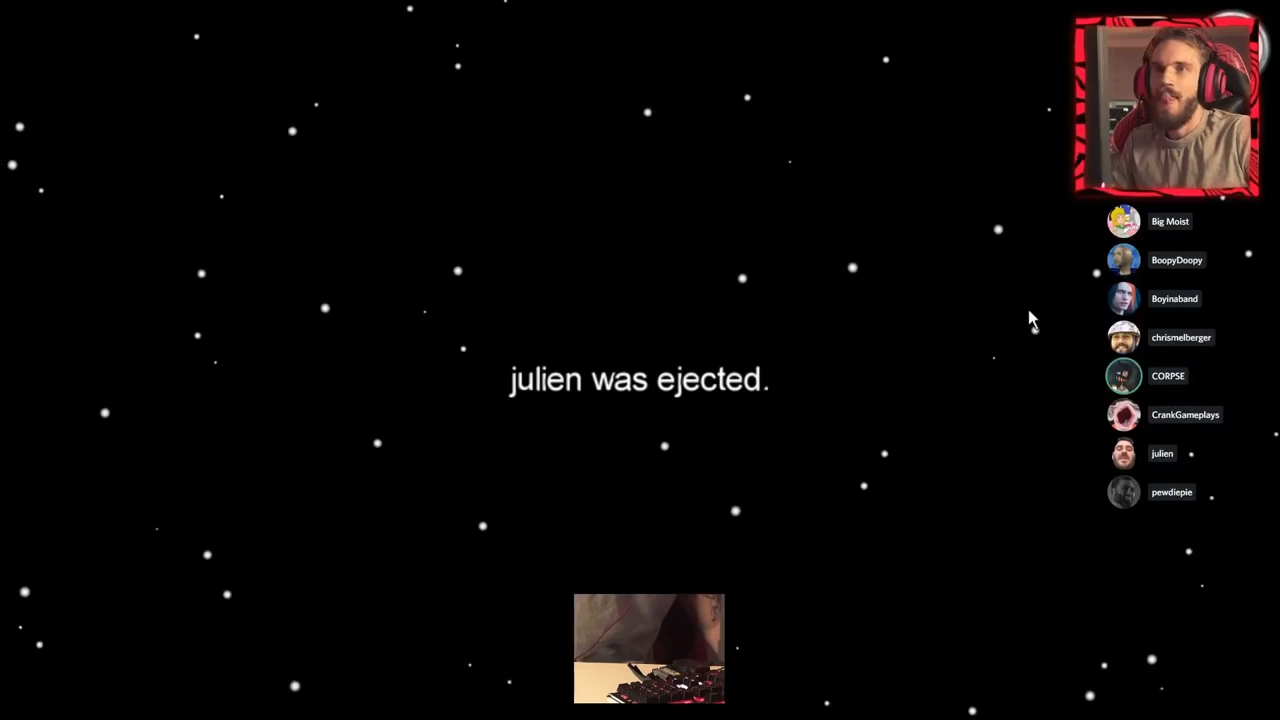 Big Moist
BoopyDoopy
Boyinaband
chrismelberger
CORPSE
julien was ejected.
CrankGameplays
julien
pewdiepie